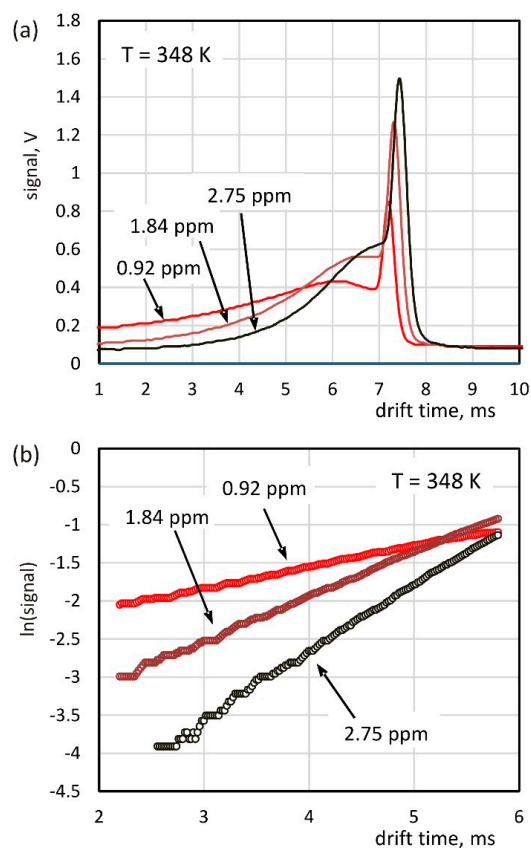 (a)
1.8
1.6
1.4
1.2
1.0
0.8
0.6
0.4
0.2
0
signal, V
T = 348 K
2.75 ppm
1.84 ppm
0.92 ppm
1 2 3 4 5 6 7 8 9 10
drift time, ms
(b)
0
-0.5
-1
-1.5
-2
-2.5
-3
-3.5
-4
-4.5
ln(signal)
T = 348 K
0.92 ppm
1.84 ppm
2.75 ppm
2 3 4 5 6
drift time, ms